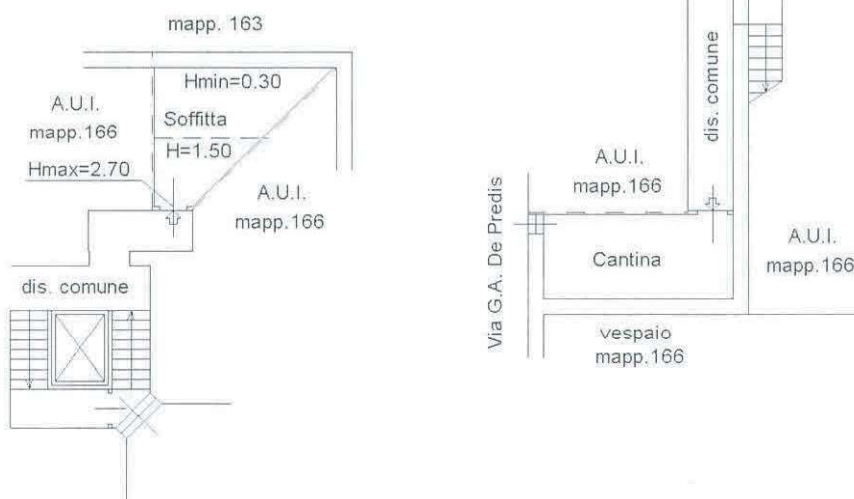 mapp. 163
Hmin=0.30
A.U.I.
mapp.166
Soffitta
H=1.50
Hmax=2.70
A.U.I.
mapp.166
dis. comune
dis. comune
A.U.I.
mapp.166
A.U.I.
mapp.166
Cantina
Via G.A. De Predis
vespaio
mapp.166